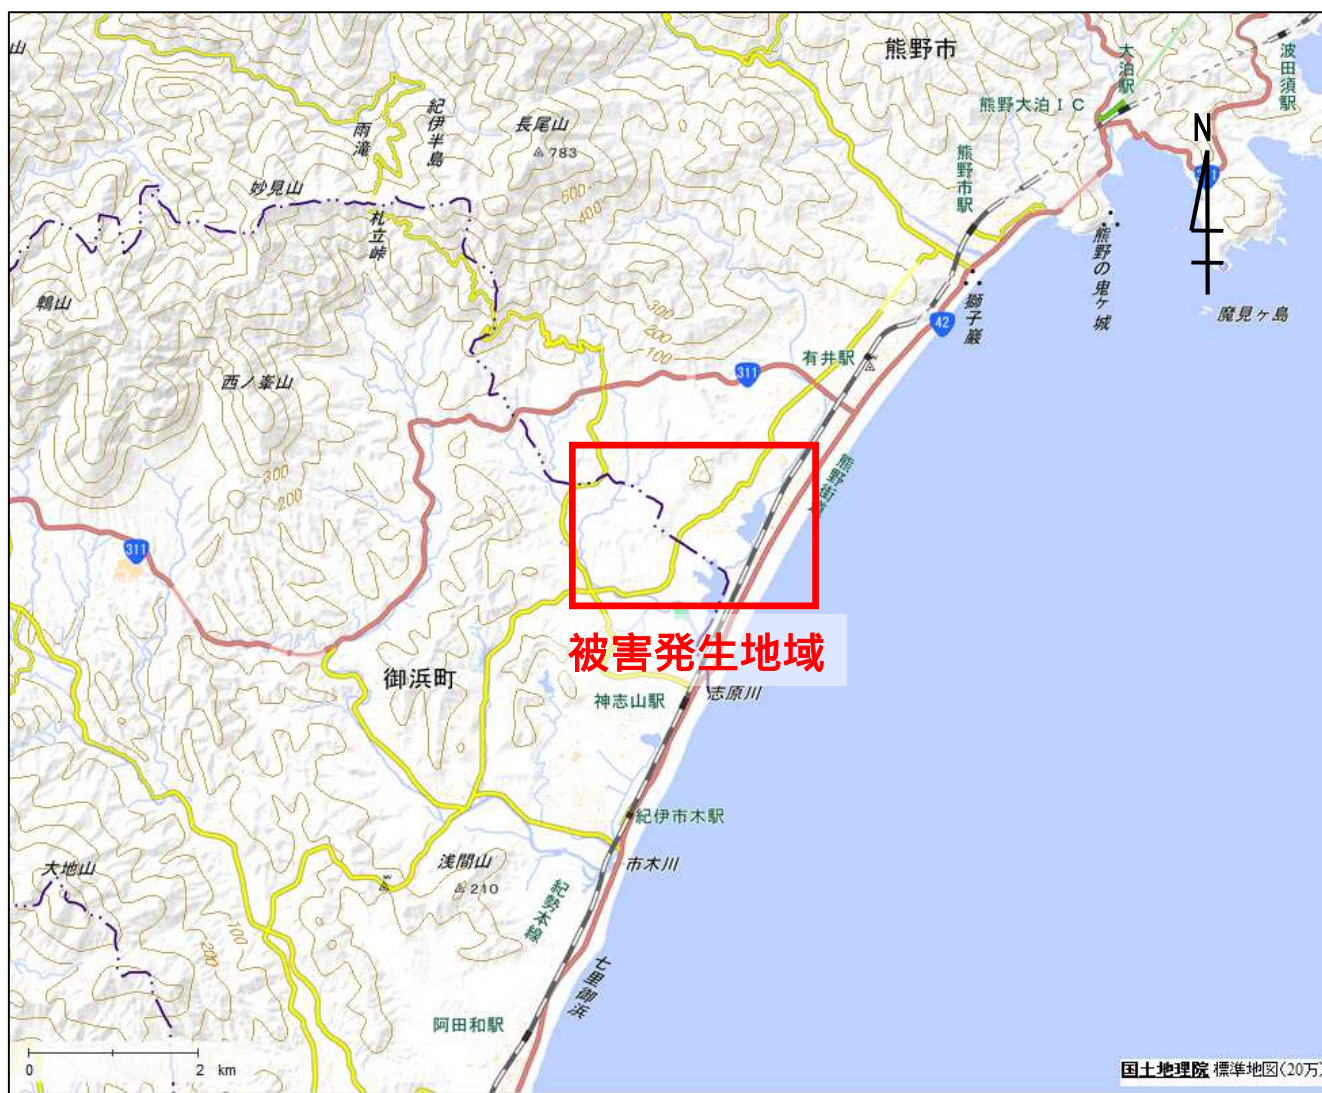 山
熊野市
大泊駅
波田須駅
熊野大泊IC
紀伊半島
雨滝
長尾山
783
N
熊野市駅
311
妙見山
500
400
札立峠
熊野の鬼ヶ城
鵯山
300
200
100
獅子巖
魔見ヶ島
42
有井駅
311
西ノ峯山
300
200
熊野街道
311
被害発生地域
御浜町
神志山駅
志原川
紀伊市木駅
大地山
浅間山
210
市木川
紀勢本線
100
200
七里御浜
阿田和駅
0 2 km
国土地理院 標準地図(20万)